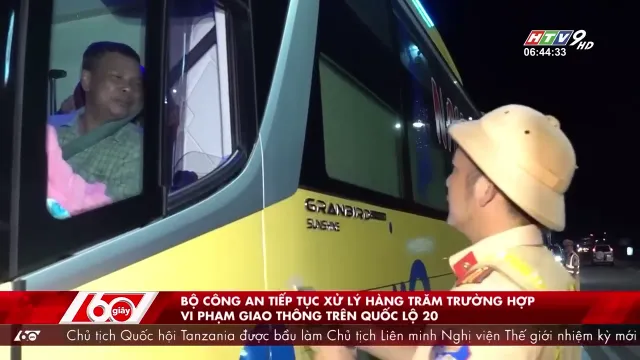 HTV9 HD
06:44:33
GRANBIRD
SUNSHINE
BỘ CÔNG AN TIẾP TỤC XỬ LÝ HÀNG TRĂM TRƯỜNG HỢP
VI PHẠM GIAO THÔNG TRÊN QUỐC LỘ 20
60 giây
60 Chủ tịch Quốc hội Tanzania được bầu làm Chủ tịch Liên minh Nghị viện Thế giới nhiệm kỳ mới